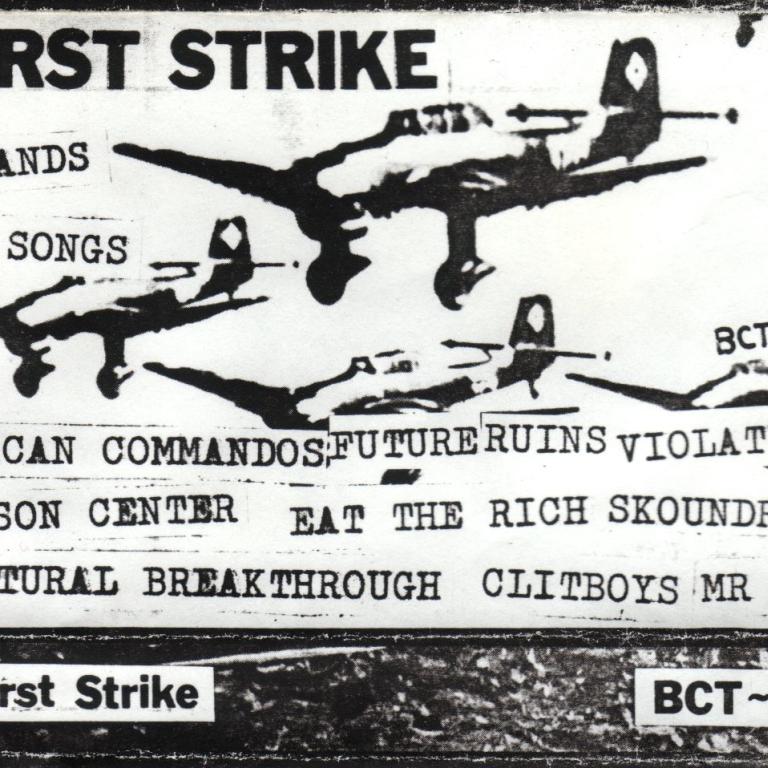 RST STRIKE
ANDS
SONGS
BCT
CAN COMMANDOS FUTURE RUINS VIOLAT
SON CENTER EAT THE RICH SKOUNDR
TURAL BREAKTHROUGH CLITBOYS MR
rst Strike BCT~